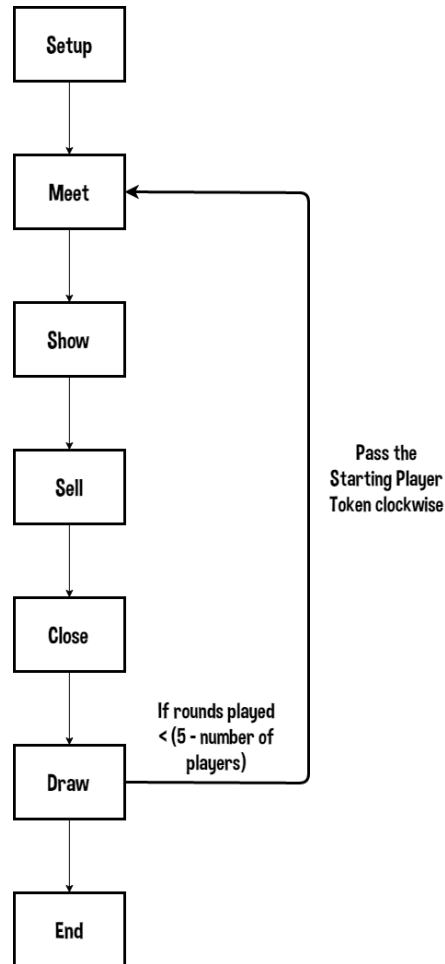 Setup
Meet
Show
Pass the
Starting Player
Token clockwise
Sell
Close
If rounds played
< (5 - number of
players)
Draw
End